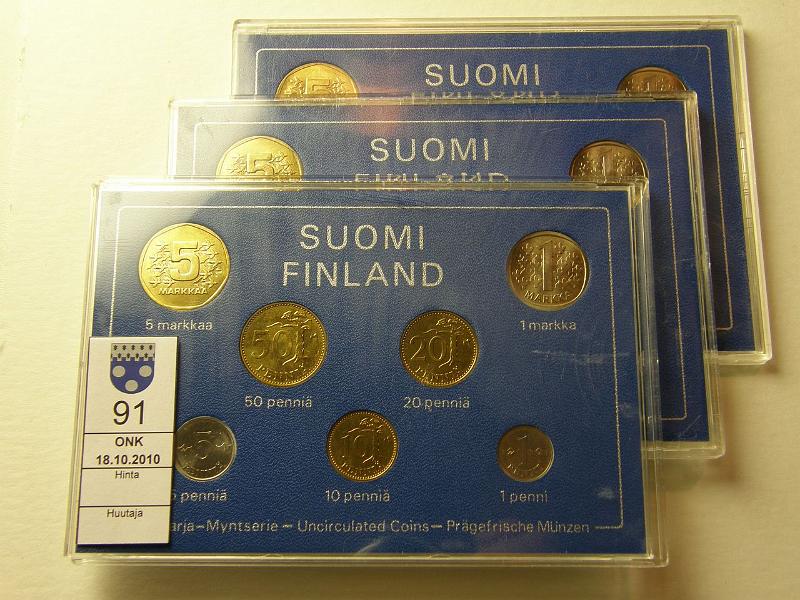 SUOMI
SUOMI
SUOMI
FINLAND
5
MARKKAA
1
MARKKA
5 markkaa
1 markka
50
PENNIÄ
20
PENNIÄ
50 penniä
20 penniä
91
ONK
18.10.2010
Hinta
Huutaja
5
10
PENNIÄ
1
penniä
10 penniä
1 penni
arja – Myntserie – Uncirculated Coins – Prägefrische Münzen